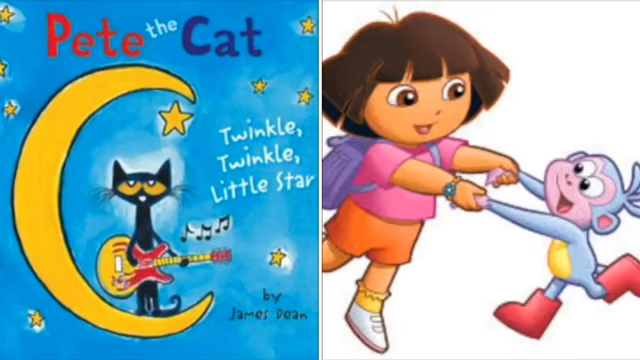 Pete the Cat
Twinkle,
Twinkle,
Little Star
by
James Dean